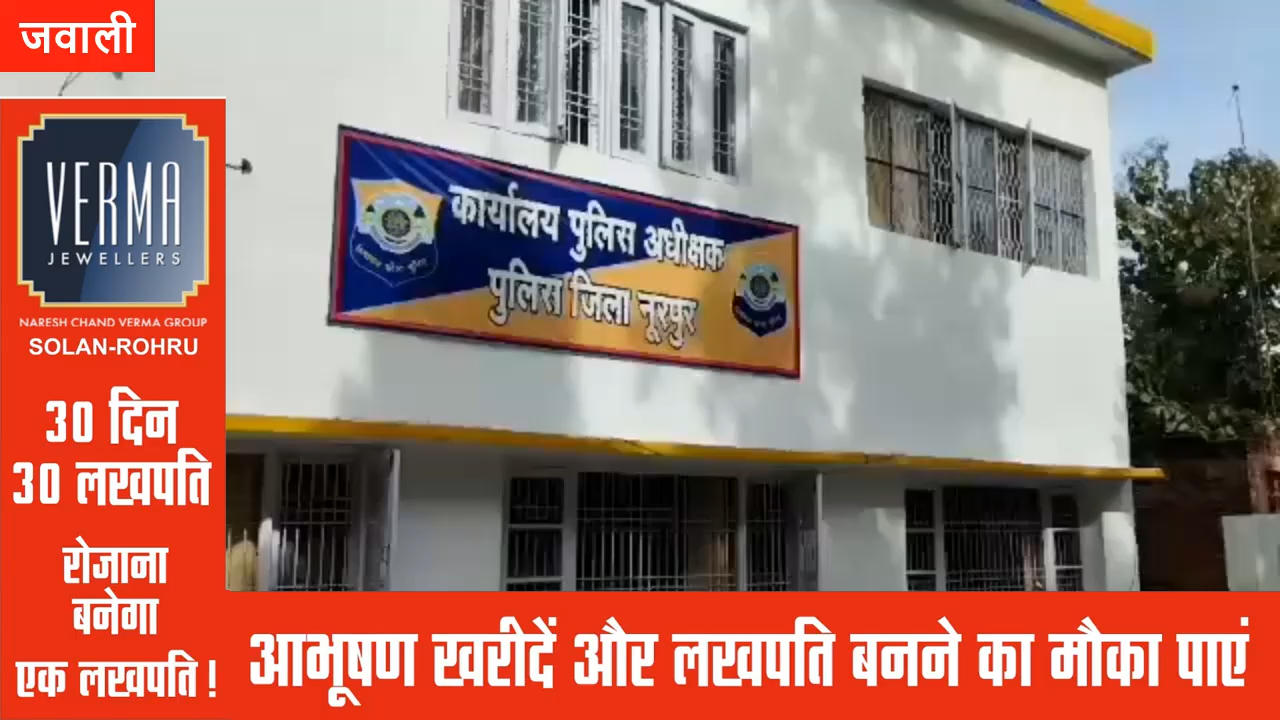 जवाली
VERMA
JEWELLERS
NARESH CHAND VERMA GROUP
SOLAN-ROHRU
30 दिन
30 लखपति
रोजाना
बनेगा
एक लखपति!
कार्यालय पुलिस अधीक्षक
पुलिस जिला नूरपुर
आभूषण खरीदें और लखपति बनने का मौका पाएं